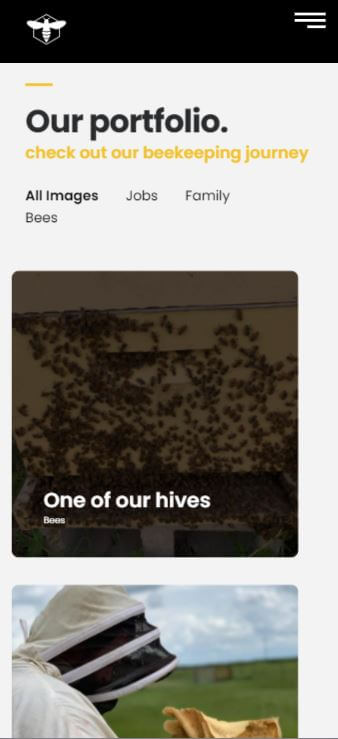 Our portfolio.
check out our beekeeping journey
All Images Jobs Family
Bees
One of our hives
Bees